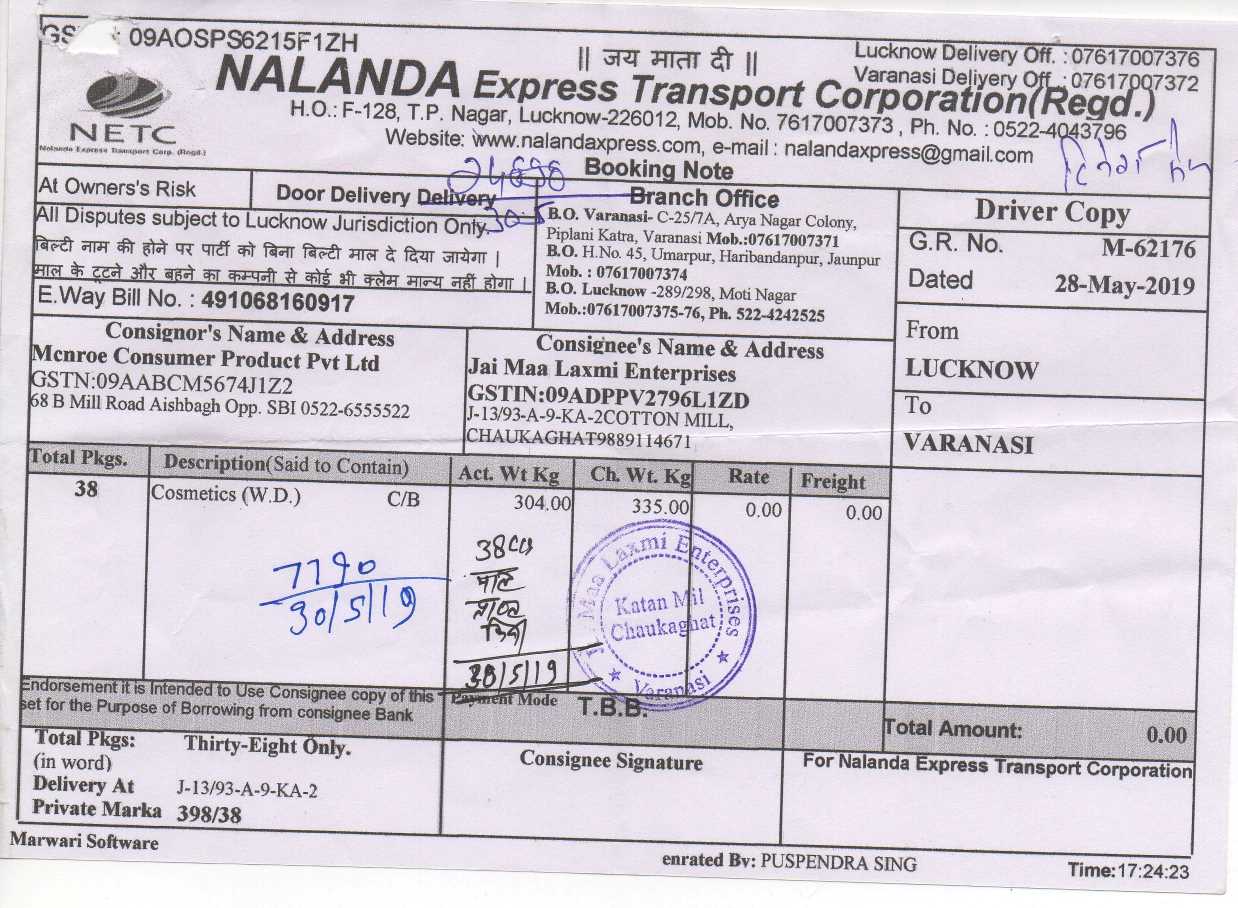 09AOSPS6215F1ZH
|| जय माता दी ||
Lucknow Delivery Off. : 07617007376
Varanasi Delivery Off. : 07617007372
NALANDA Express Transport Corporation(Regd.)
NETC
Nalanda Express Transport Corp. (Regd.)
H.O.: F-128, T.P. Nagar, Lucknow-226012, Mob. No. 7617007373 , Ph. No. : 0522-4043796
Website: www.nalandaxpress.com, e-mail : nalandaxpress@gmail.com
Booking Note
At Owners's Risk
Door Delivery Delivery
30-5
All Disputes subject to Lucknow Jurisdiction Only.
बिल्टी नाम की होने पर पार्टी को बिना बिल्टी माल दे दिया जायेगा |
माल के टूटने और बहने का कम्पनी से कोई भी क्लेम मान्य नहीं होगा |
E.Way Bill No. : 491068160917
Branch Office
B.O. Varanasi- C-25/7A, Arya Nagar Colony,
Piplani Katra, Varanasi Mob.:07617007371
B.O. H.No. 45, Umarpur, Haribandanpur, Jaunpur
Mob. : 07617007374
B.O. Lucknow -289/298, Moti Nagar
Mob.:07617007375-76, Ph. 522-4242525
Driver Copy
G.R. No. M-62176
Dated 28-May-2019
From
LUCKNOW
To
VARANASI
Consignor's Name & Address
Mcnroe Consumer Product Pvt Ltd
GSTN:09AABCM5674J1Z2
68 B Mill Road Aishbagh Opp. SBI 0522-6555522
Consignee's Name & Address
Jai Maa Laxmi Enterprises
GSTIN:09ADPPV2796L1ZD
J-13/93-A-9-KA-2COTTON MILL,
CHAUKAGHAT9889114671
Total Pkgs. Description(Said to Contain) Act. Wt Kg Ch. Wt. Kg Rate Freight
38 Cosmetics (W.D.) C/B 304.00 335.00 0.00 0.00
7790
30/5/19
30/5/19
Maa Laxmi Enterprises
Katan Mil
Chaukaghat
Varanasi
Endorsement it is Intended to Use Consignee copy of this
set for the Purpose of Borrowing from consignee Bank
Payment Mode T.B.B.
Total Amount: 0.00
Total Pkgs: Thirty-Eight Only.
(in word)
Delivery At J-13/93-A-9-KA-2
Private Marka 398/38
Consignee Signature
For Nalanda Express Transport Corporation
Marwari Software
enrated By: PUSPENDRA SING
Time:17:24:23